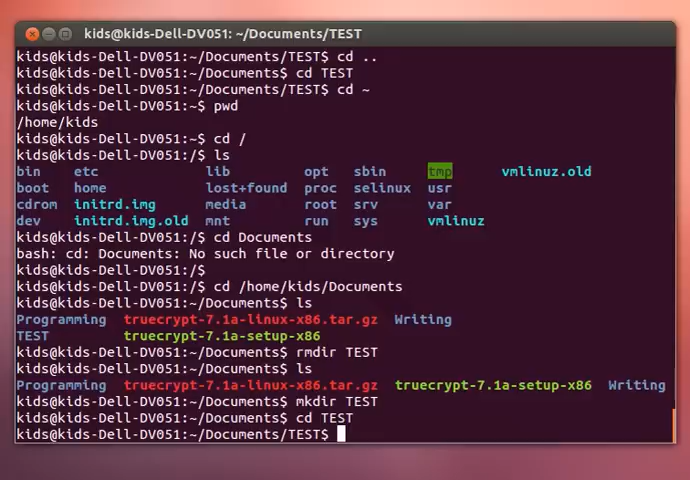 kids@kids-Dell-DV051: ~/Documents/TEST
kids@kids-Dell-DV051:~/Documents/TEST$ cd ..
kids@kids-Dell-DV051:~/Documents$ cd TEST
kids@kids-Dell-DV051:~/Documents/TEST$ cd ~
kids@kids-Dell-DV051:~$ pwd
/home/kids
kids@kids-Dell-DV051:~$ cd /
kids@kids-Dell-DV051:/$ ls
bin etc lib opt sbin tmp vmlinuz.old
boot home lost+found proc selinux usr
cdrom initrd.img media root srv var
dev initrd.img.old mnt run sys vmlinuz
kids@kids-Dell-DV051:/$ cd Documents
bash: cd: Documents: No such file or directory
kids@kids-Dell-DV051:/$
kids@kids-Dell-DV051:/$ cd /home/kids/Documents
kids@kids-Dell-DV051:~/Documents$ ls
Programming truecrypt-7.1a-linux-x86.tar.gz Writing
TEST truecrypt-7.1a-setup-x86
kids@kids-Dell-DV051:~/Documents$ rmdir TEST
kids@kids-Dell-DV051:~/Documents$ ls
Programming truecrypt-7.1a-linux-x86.tar.gz truecrypt-7.1a-setup-x86 Writing
kids@kids-Dell-DV051:~/Documents$ mkdir TEST
kids@kids-Dell-DV051:~/Documents$ cd TEST
kids@kids-Dell-DV051:~/Documents/TEST$